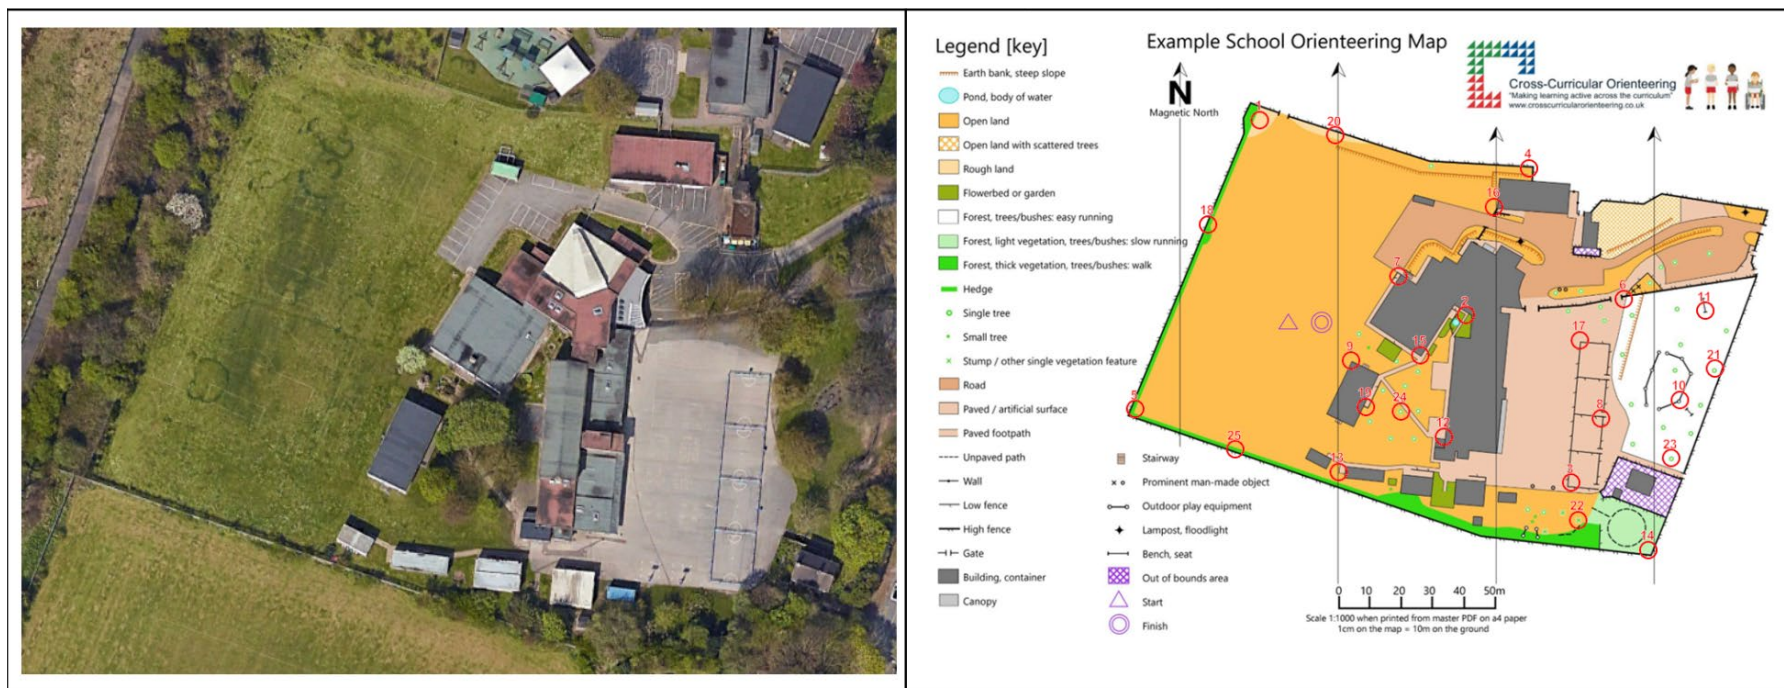 Legend [key]
Earth bank, steep slope
Pond, body of water
Open land
Open land with scattered trees
Rough land
Flowerbed or garden
Forest, trees/bushes: easy running
Forest, light vegetation, trees/bushes: slow running
Forest, thick vegetation, trees/bushes: walk
Hedge
Single tree
Small tree
Stump / other single vegetation feature
Road
Paved / artificial surface
Paved footpath
Unpaved path
Wall
Low fence
High fence
Gate
Building, container
Canopy
Stairway
Prominent man-made object
Outdoor play equipment
Lampost, floodlight
Bench, seat
Out of bounds area
Start
Finish
Example School Orienteering Map
N
Magnetic North
Cross-Curricular Orienteering
"Making learning active across the curriculum"
www.crosscurricularorienteering.co.uk
1
20
4
16
18
7
2
6
11
17
15
9
21
10
19
24
8
5
12
25
23
13
3
22
14
0 10 20 30 40 50m
Scale 1:1000 when printed from master PDF on a4 paper
1cm on the map = 10m on the ground